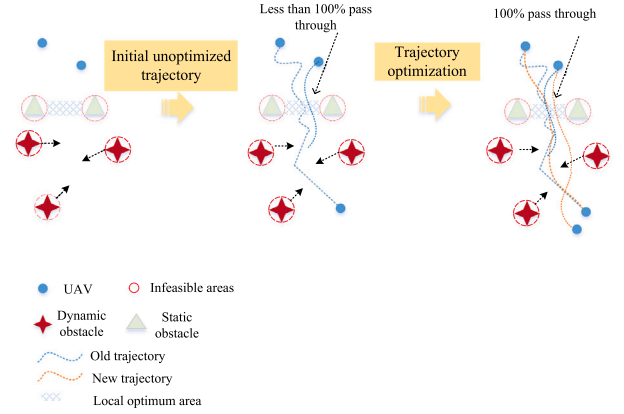 Less than 100% pass
through
100% pass through
Initial unoptimized
trajectory
Trajectory
optimization
UAV
Infeasible areas
Dynamic
obstacle
Static
obstacle
Old trajectory
New trajectory
Local optimum area